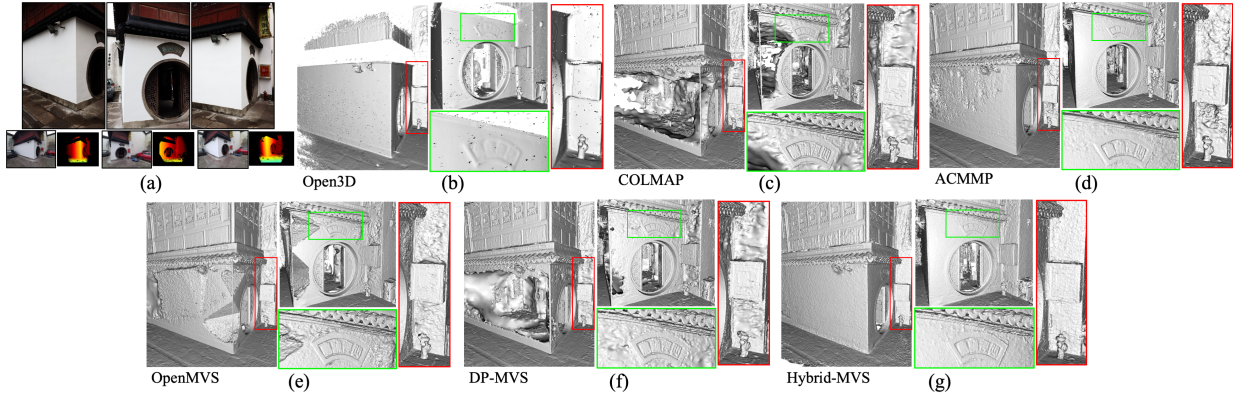 (a)
Open3D
(b)
COLMAP
(c)
ACMMP
(d)
OpenMVS
(e)
DP-MVS
(f)
Hybrid-MVS
(g)